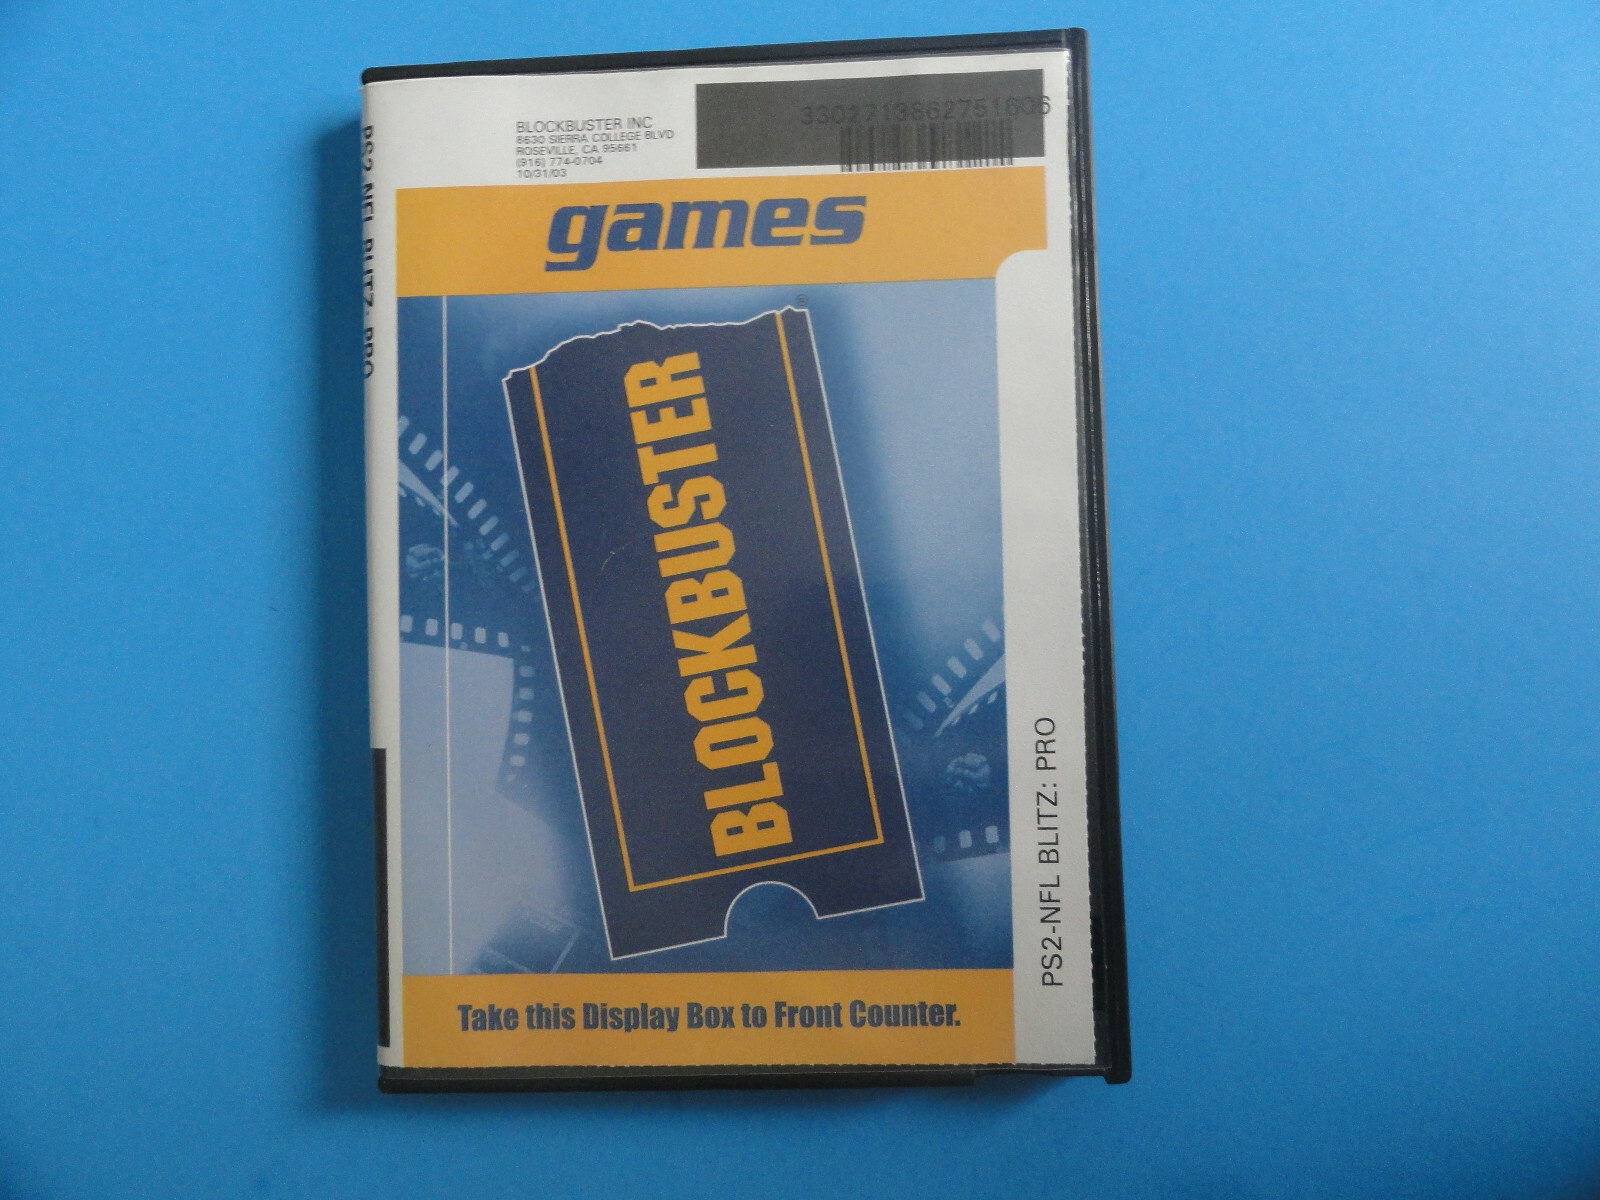 BLOCKBUSTER INC
6630 SIERRA COLLEGE BLVD
ROSEVILLE, CA 95661
(916) 774-0704
10/31/03
3302713862751606
games
BLOCKBUSTER
®
PS2-NFL BLITZ: PRO
Take this Display Box to Front Counter.
PS2-NFL BLITZ: PRO